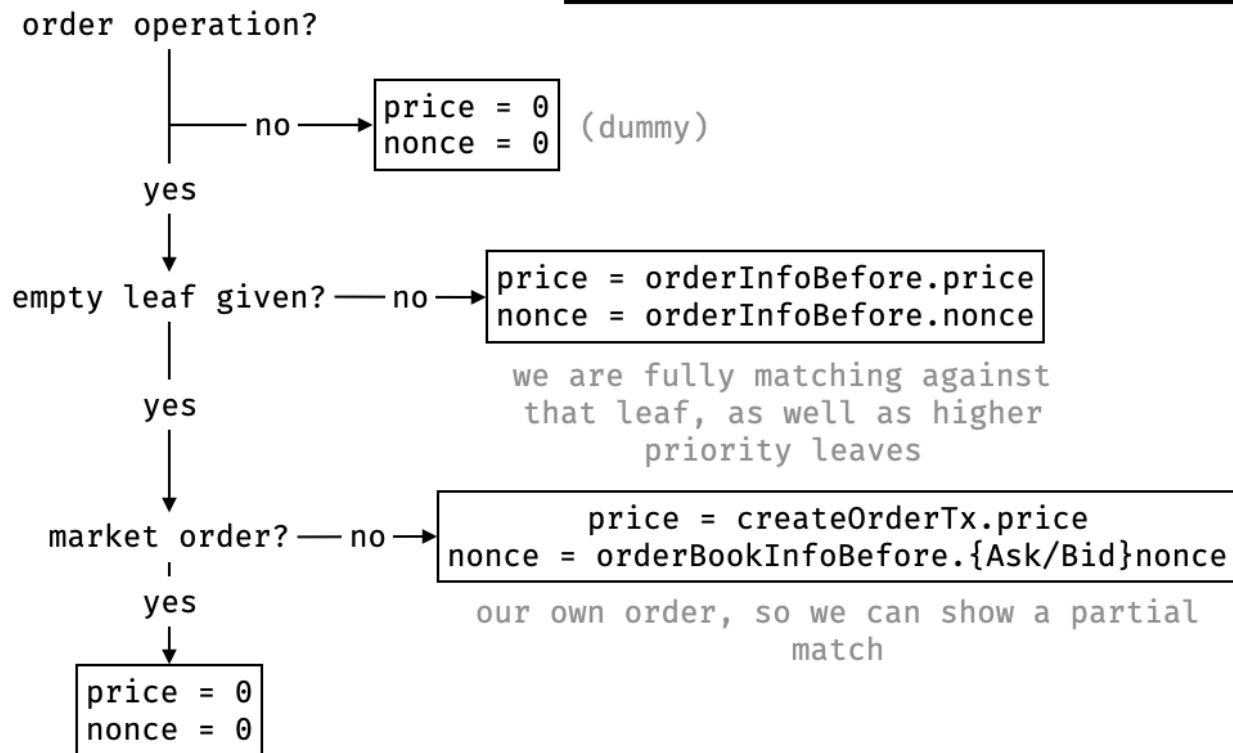 order operation?
no
price = 0
nonce = 0
(dummy)
yes
empty leaf given?
no
price = orderInfoBefore.price
nonce = orderInfoBefore.nonce
we are fully matching against
that leaf, as well as higher
priority leaves
yes
market order?
no
price = createOrderTx.price
nonce = orderBookInfoBefore.{Ask/Bid}nonce
our own order, so we can show a partial
match
yes
price = 0
nonce = 0